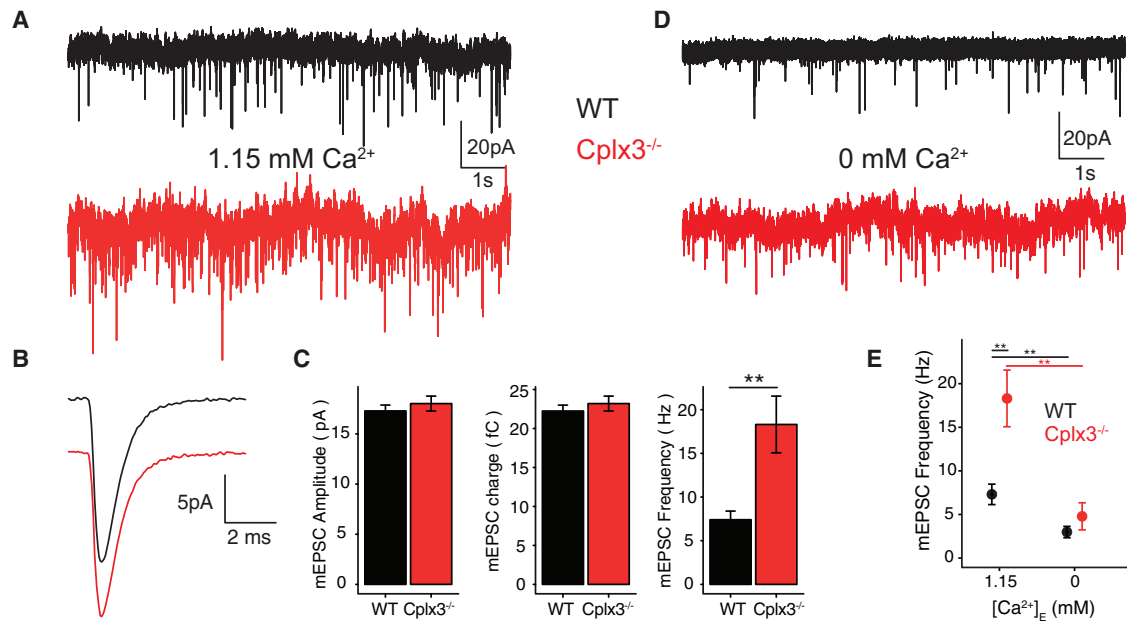 A
1.15 mM Ca²⁺
20pA
1s
WT
Cplx3⁻/⁻
D
0 mM Ca²⁺
20pA
1s
B
5pA
2 ms
C
mEPSC Amplitude ( pA )
15
10
5
0
WT Cplx3⁻/⁻
mEPSC charge ( fC )
25
20
15
10
5
0
WT Cplx3⁻/⁻
mEPSC Frequency ( Hz )
20
15
10
5
0
**
WT Cplx3⁻/⁻
E
mEPSC Frequency (Hz)
20
15
10
5
0
**
**
**
WT
Cplx3⁻/⁻
1.15 0
[Ca²⁺]E (mM)